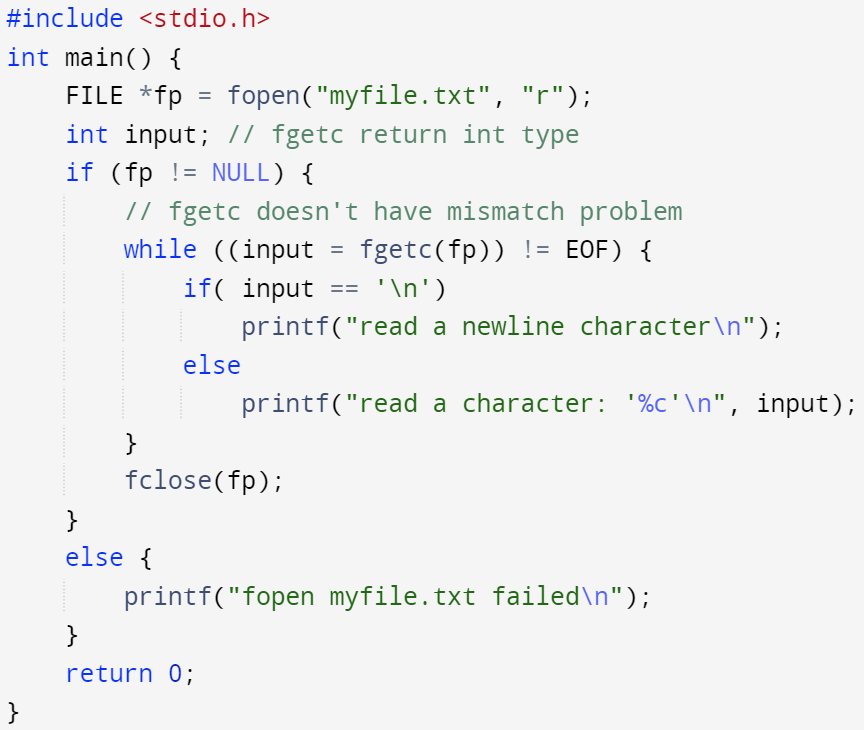 #include <stdio.h>
int main() {
    FILE *fp = fopen("myfile.txt", "r");
    int input; // fgetc return int type
    if (fp != NULL) {
        // fgetc doesn't have mismatch problem
        while ((input = fgetc(fp)) != EOF) {
            if( input == '\n')
                printf("read a newline character\n");
            else
                printf("read a character: '%c'\n", input);
        }
        fclose(fp);
    }
    else {
        printf("fopen myfile.txt failed\n");
    }
    return 0;
}